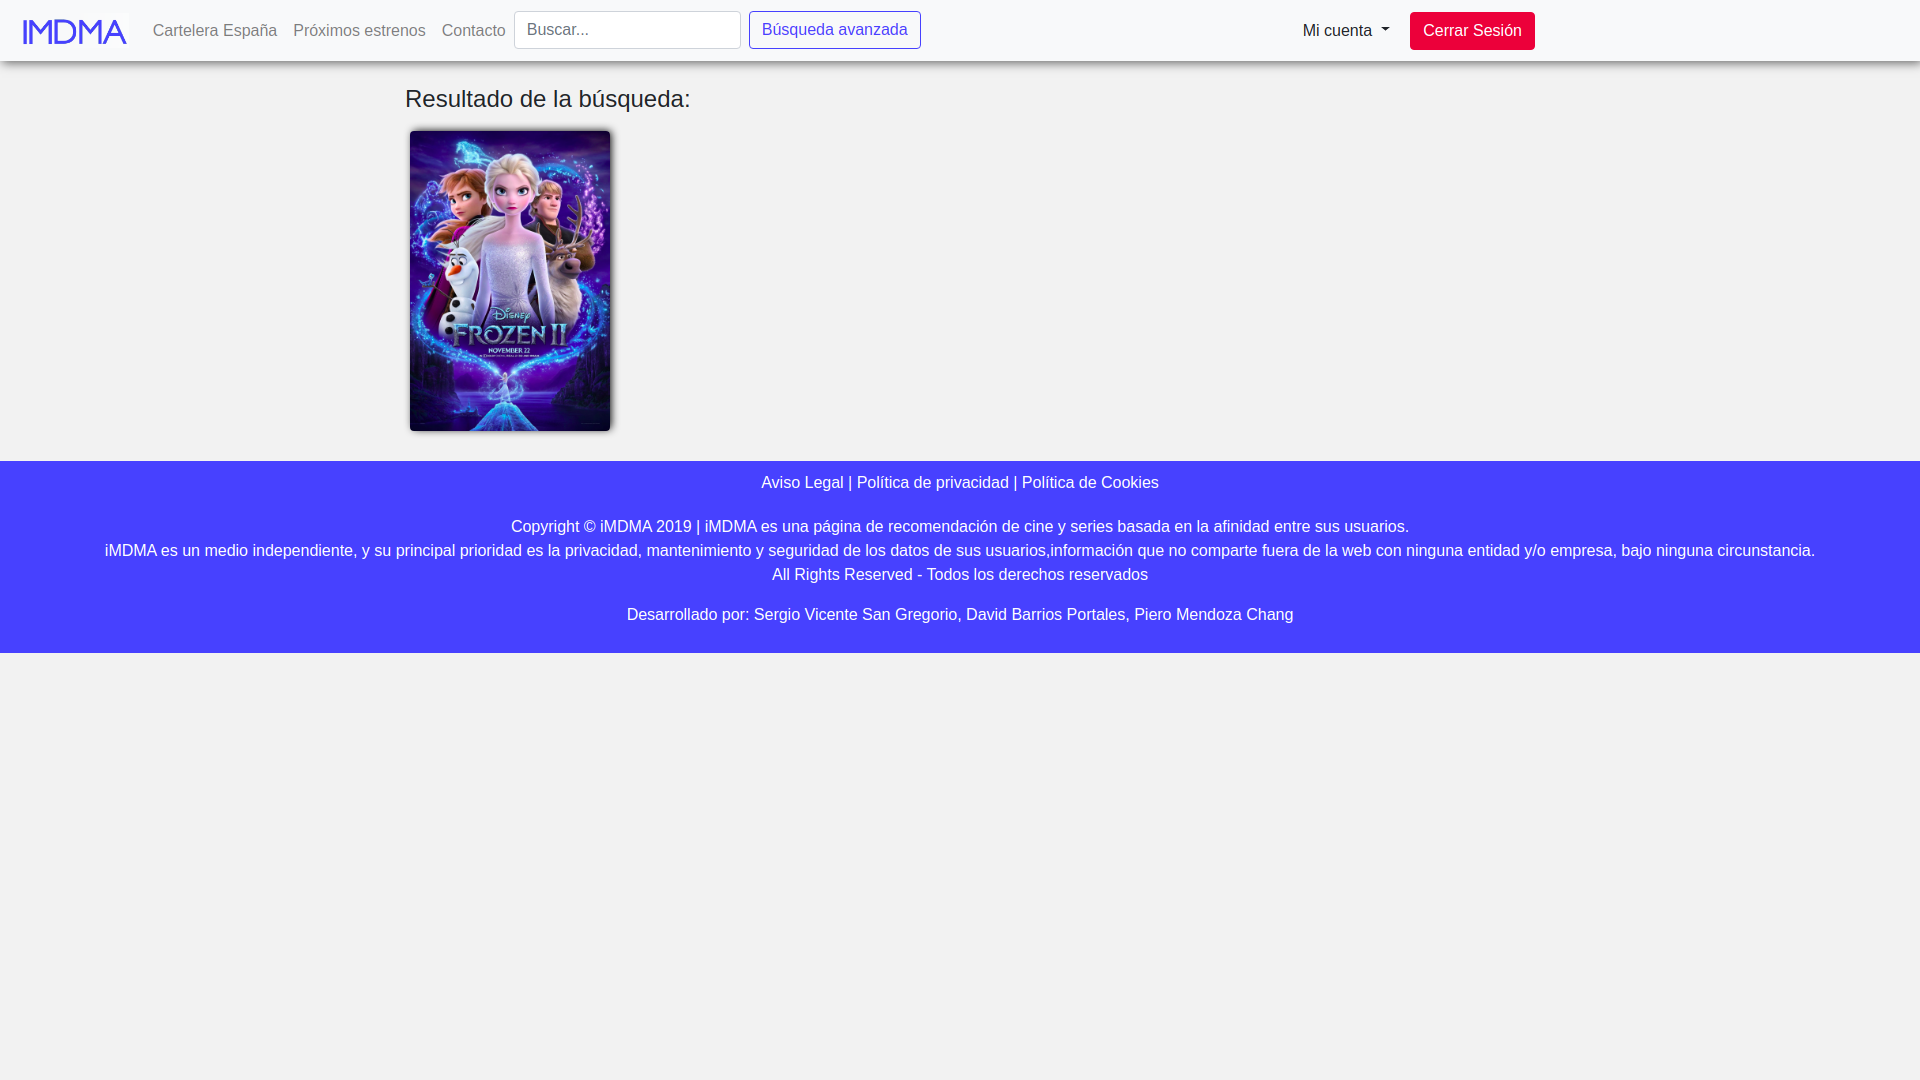 IMDMA
Cartelera España
Próximos estrenos
Contacto
Buscar...
Búsqueda avanzada
Mi cuenta
Cerrar Sesión
Resultado de la búsqueda:
Disney
FROZEN II
NOVEMBER 22
Aviso Legal | Política de privacidad | Política de Cookies
Copyright © iMDMA 2019 | iMDMA es una página de recomendación de cine y series basada en la afinidad entre sus usuarios.
iMDMA es un medio independiente, y su principal prioridad es la privacidad, mantenimiento y seguridad de los datos de sus usuarios,información que no comparte fuera de la web con ninguna entidad y/o empresa, bajo ninguna circunstancia.
All Rights Reserved - Todos los derechos reservados
Desarrollado por: Sergio Vicente San Gregorio, David Barrios Portales, Piero Mendoza Chang